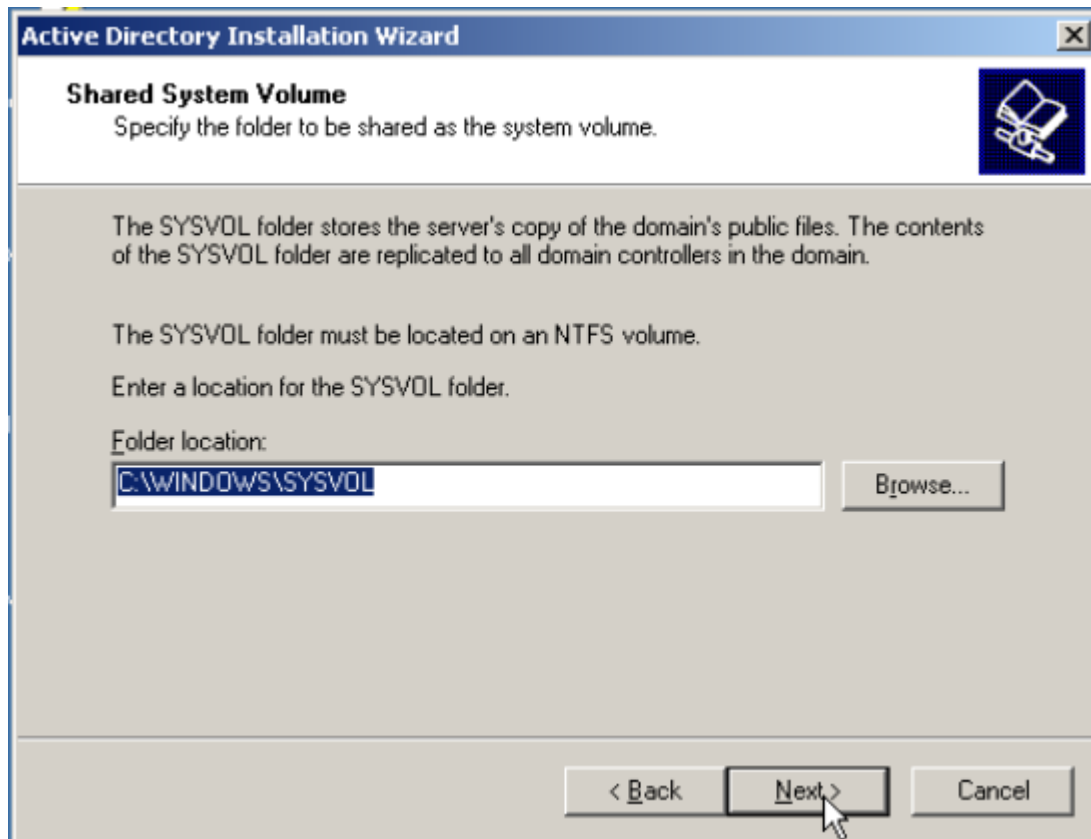 Active Directory Installation Wizard
Shared System Volume
Specify the folder to be shared as the system volume.
The SYSVOL folder stores the server's copy of the domain's public files. The contents
of the SYSVOL folder are replicated to all domain controllers in the domain.
The SYSVOL folder must be located on an NTFS volume.
Enter a location for the SYSVOL folder.
Folder location:
C:\WINDOWS\SYSVOL
Browse...
< Back
Next >
Cancel